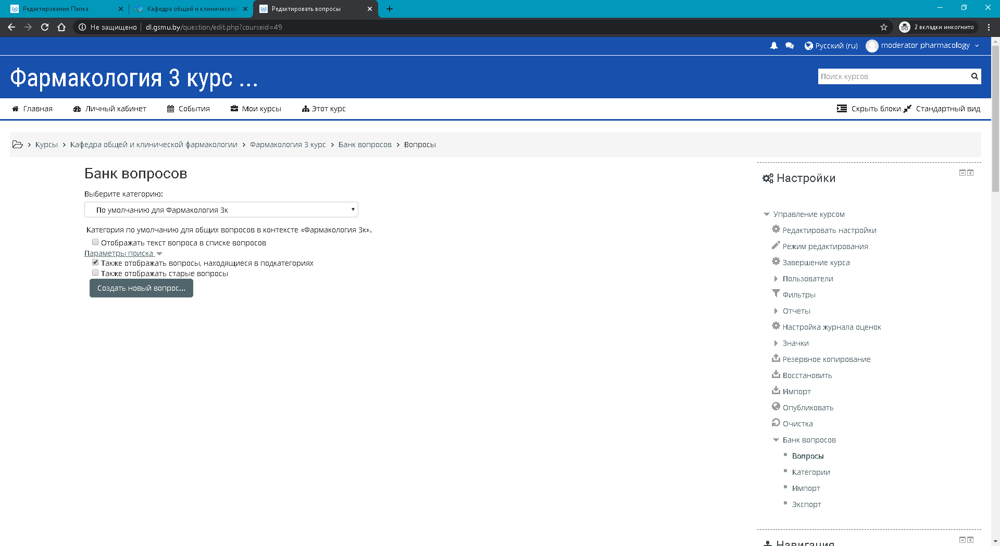 Редактирование Папка
Кафедра общей и клинической
Редактировать вопросы
Не защищено
dl.gsmu.by/question/edit.php?courseid=49
2 вкладки инкогнито
Русский (ru)
moderator pharmacology
Фармакология 3 курс ...
Поиск курсов
Главная
Личный кабинет
События
Мои курсы
Этот курс
Скрыть блоки
Стандартный вид
Курсы
Кафедра общей и клинической фармакологии
Фармакология 3 курс
Банк вопросов
Вопросы
Банк вопросов
Выберите категорию:
По умолчанию для Фармакология 3к
Категория по умолчанию для общих вопросов в контексте «Фармакология 3к».
Отображать текст вопроса в списке вопросов
Параметры поиска
Также отображать вопросы, находящиеся в подкатегориях
Также отображать старые вопросы
Создать новый вопрос...
Настройки
Управление курсом
Редактировать настройки
Режим редактирования
Завершение курса
Пользователи
Фильтры
Отчеты
Настройка журнала оценок
Значки
Резервное копирование
Восстановить
Импорт
Опубликовать
Очистка
Банк вопросов
Вопросы
Категории
Импорт
Экспорт
Навигация